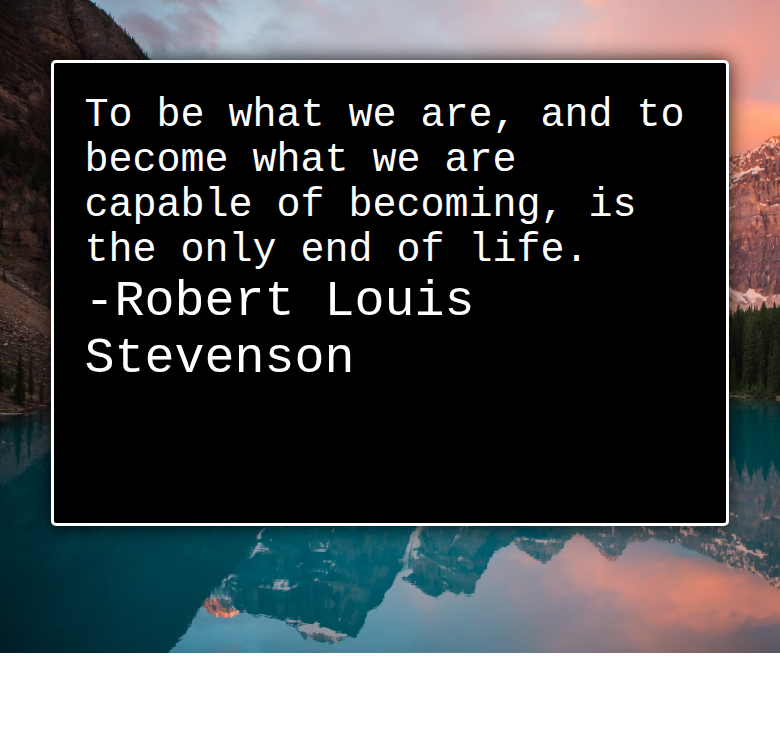 To be what we are, and to
become what we are
capable of becoming, is
the only end of life.
-Robert Louis
Stevenson